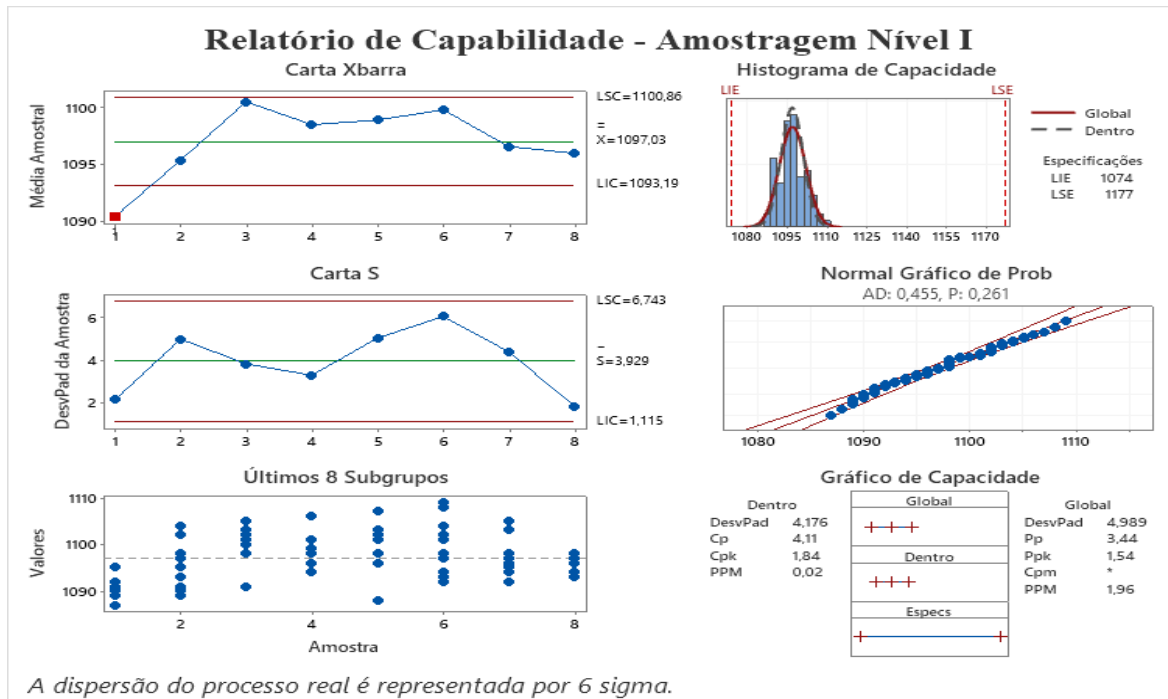 Relatório de Capabilidade - Amostragem Nível I
Carta Xbarra
Média Amostral
1100
1095
1090
1 2 3 4 5 6 7 8
1
LSC=1100,86
=
X=1097,03
LIC=1093,19
Histograma de Capacidade
LIE LSE
1080 1095 1110 1125 1140 1155 1170
Global
Dentro
Especificações
LIE 1074
LSE 1177
Carta S
DesvPad da Amostra
6
4
2
1 2 3 4 5 6 7 8
LSC=6,743
–
S=3,929
LIC=1,115
Normal Gráfico de Prob
AD: 0,455, P: 0,261
1080 1090 1100 1110
Últimos 8 Subgrupos
Valores
1110
1100
1090
2 4 6 8
Amostra
Gráfico de Capacidade
Dentro
DesvPad 4,176
Cp 4,11
Cpk 1,84
PPM 0,02
Global
Dentro
Especs
Global
DesvPad 4,989
Pp 3,44
Ppk 1,54
Cpm *
PPM 1,96
A dispersão do processo real é representada por 6 sigma.